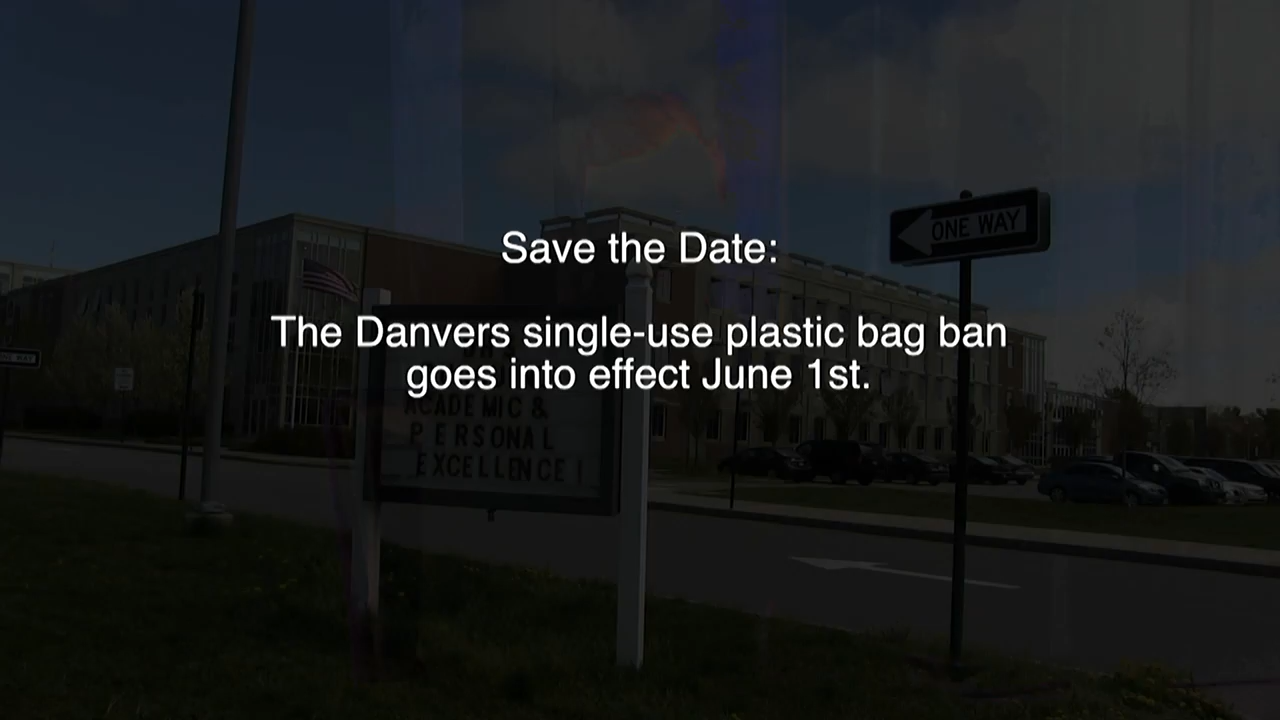 Save the Date:
The Danvers single-use plastic bag ban
goes into effect June 1st.
ONE WAY
ACADEMIC &
PERSONAL
EXCELLENCE!